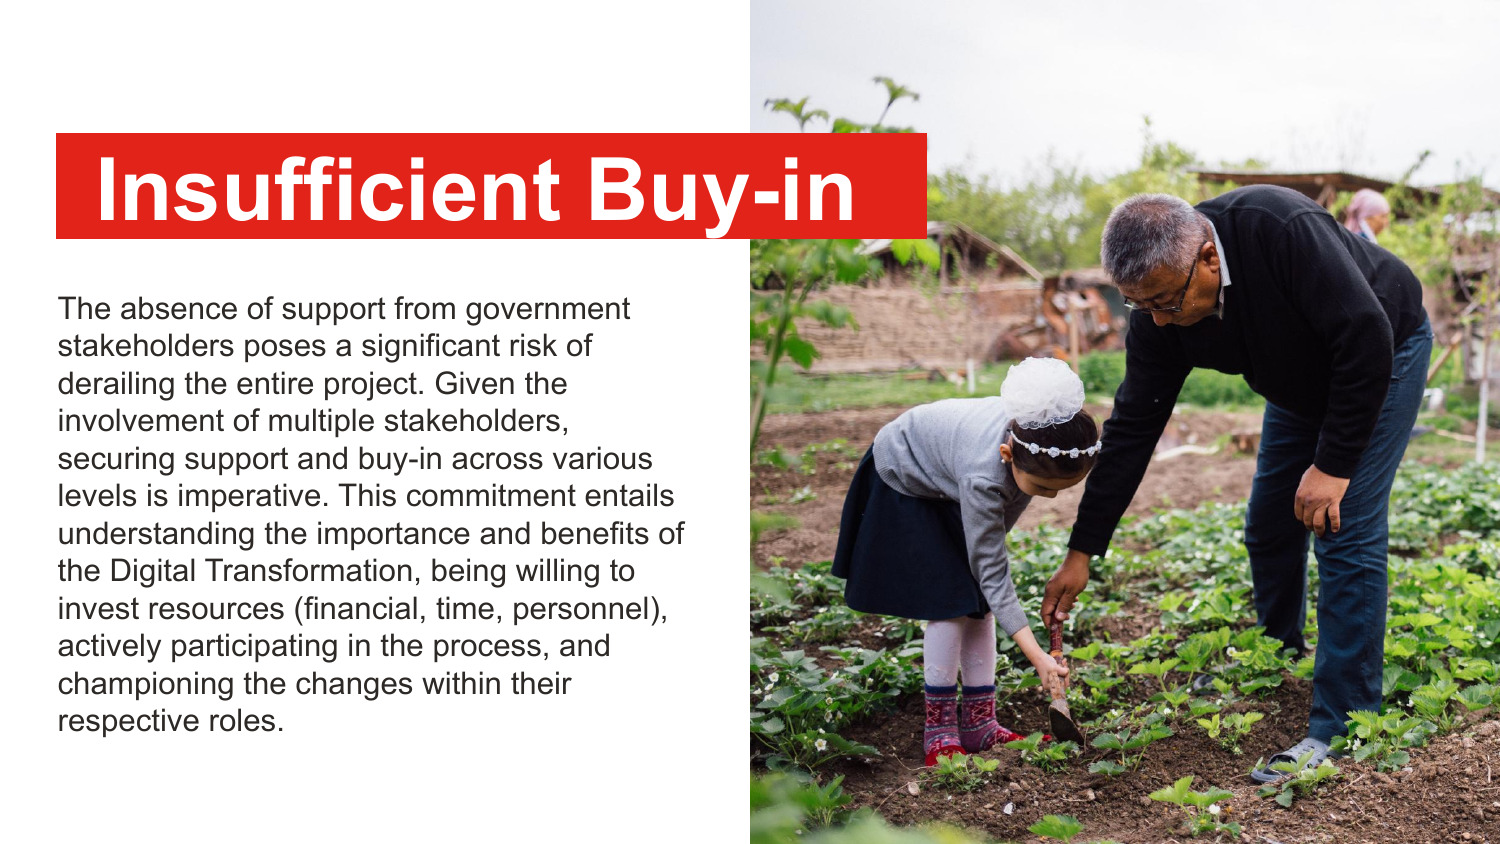 Insufficient Buy-in
The absence of support from government
stakeholders poses a significant risk of
derailing the entire project. Given the
involvement of multiple stakeholders,
securing support and buy-in across various
levels is imperative. This commitment entails
understanding the importance and benefits of
the Digital Transformation, being willing to
invest resources (financial, time, personnel),
actively participating in the process, and
championing the changes within their
respective roles.